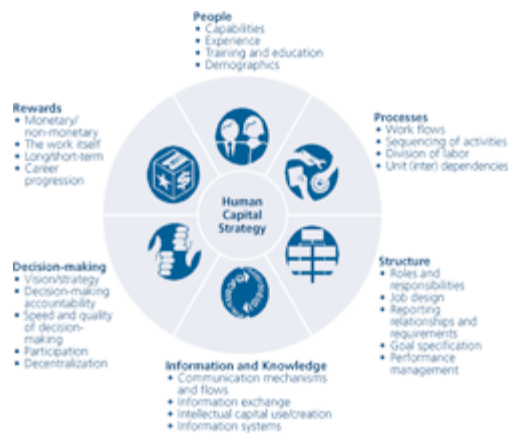 People
Capabilities
Experience
Training and education
Demographics
Rewards
Monetary/
non-monetary
The work itself
Long/short-term
Career
progression
Processes
Work flows
Sequencing of activities
Division of labor
Unit (inter) dependencies
Human
Capital
Strategy
Decision-making
Vision/strategy
Decision-making
accountability
Speed and quality
of decision-
making
Participation
Decentralization
Structure
Roles and
responsibilities
Job design
Reporting
relationships and
requirements
Goal specification
Performance
management
Information and Knowledge
Communication mechanisms
and flows
Information exchange
Intellectual capital use/creation
Information systems